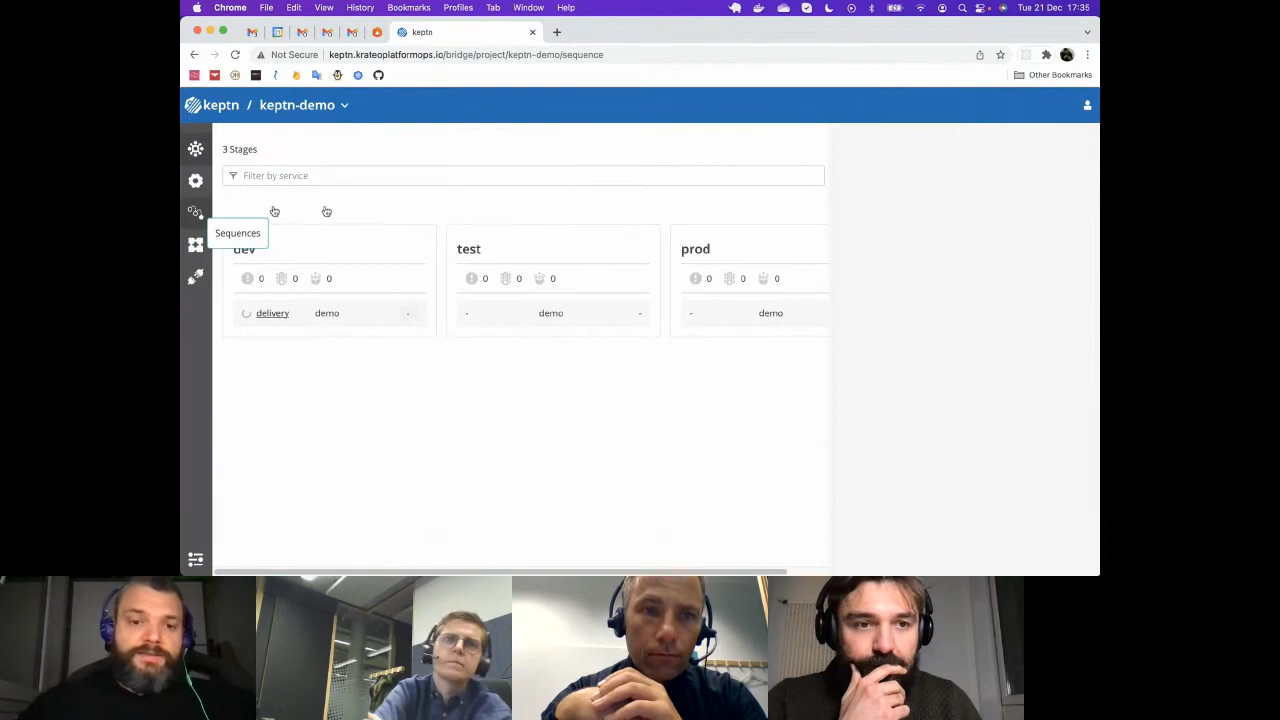 Chrome File Edit View History Bookmarks Profiles Tab Window Help Tue 21 Dec 17:35
keptn
Not Secure keptn.krateoplatformops.io/bridge/project/keptn-demo/sequence
Other Bookmarks
keptn / keptn-demo
3 Stages
Filter by service
Sequences
dev test prod
0 0 0 0 0 0 0 0 0
delivery demo - - demo - - demo